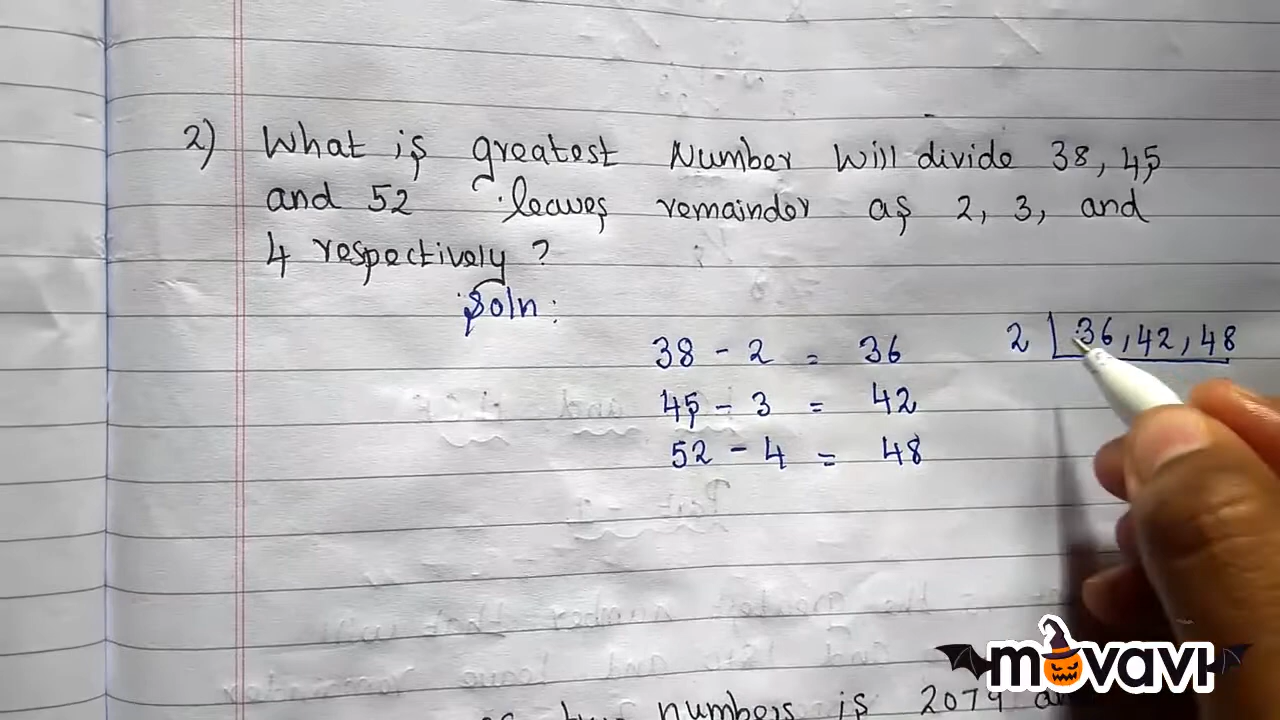 2) What is greatest Number Will divide 38, 45
and 52 leaves remainder as 2, 3, and
4 respectively ?
Soln :
38 - 2 = 36
45 - 3 = 42
52 - 4 = 48
2 36, 42, 48
numbers is 2079
movavi